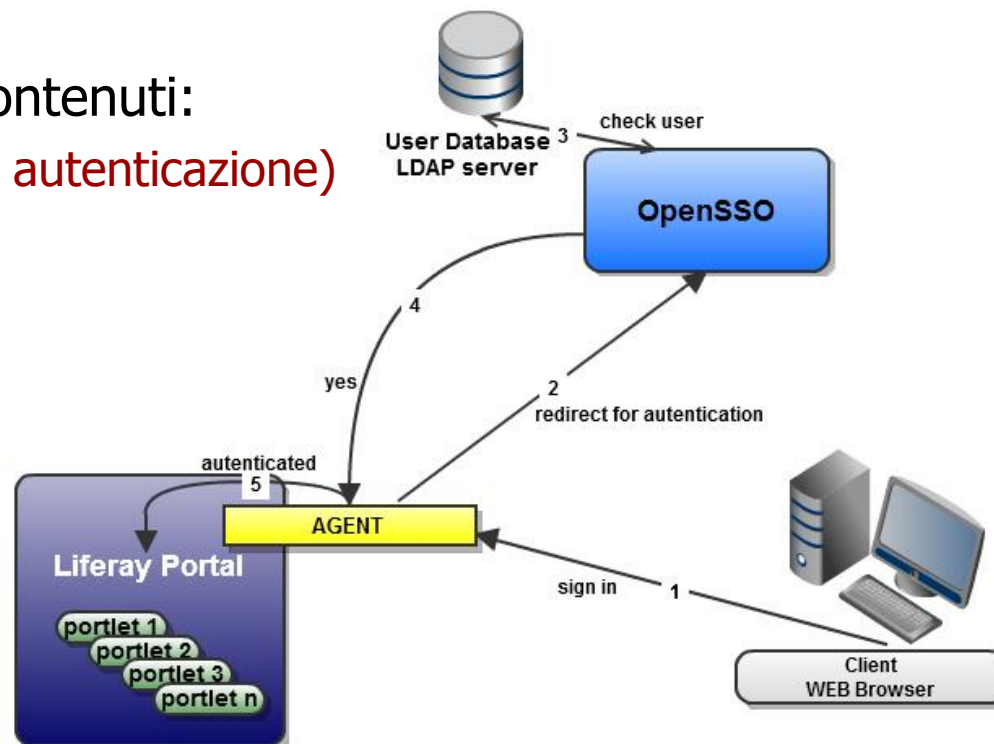 ontenuti:
autenticazione)
User Database
LDAP server
3
check user
OpenSSO
4
yes
2
redirect for autentication
autenticated
5
AGENT
Liferay Portal
portlet 1
portlet 2
portlet 3
portlet n
sign in
1
Client
WEB Browser